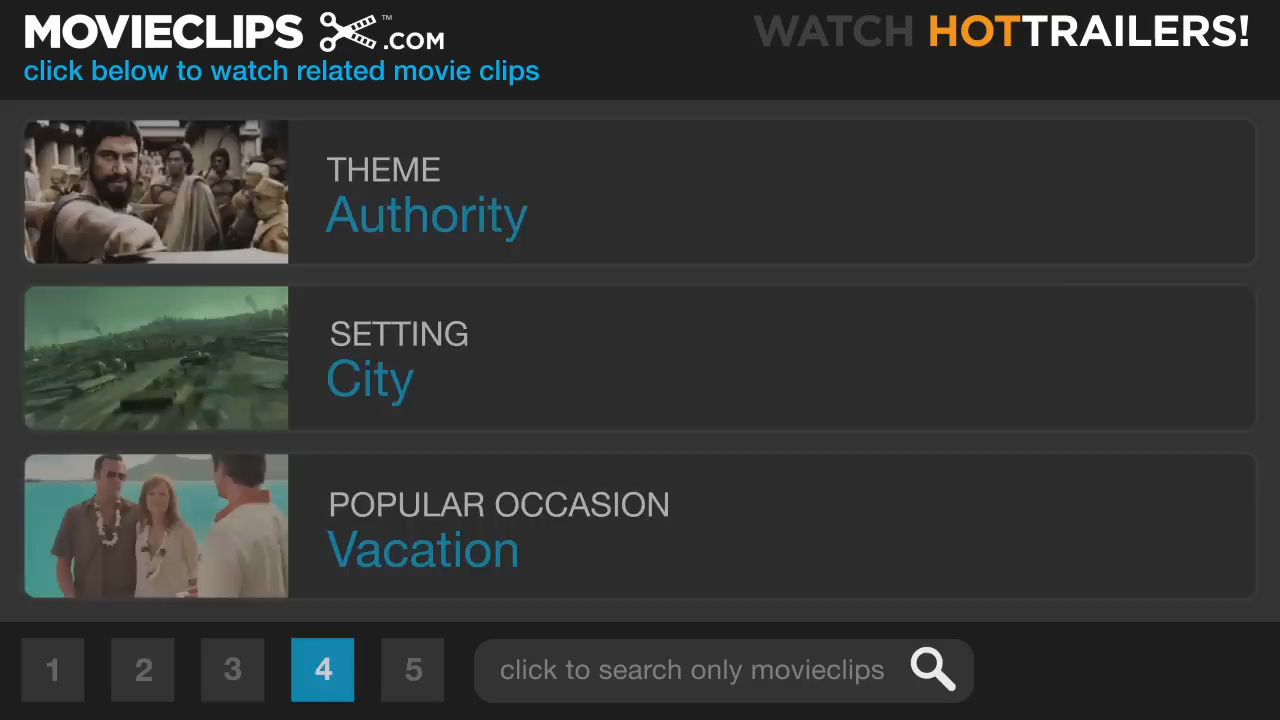 MOVIECLIPS ™ .COM
WATCH HOTTRAILERS!
click below to watch related movie clips
THEME
Authority
SETTING
City
POPULAR OCCASION
Vacation
1 2 3 4 5 click to search only movieclips